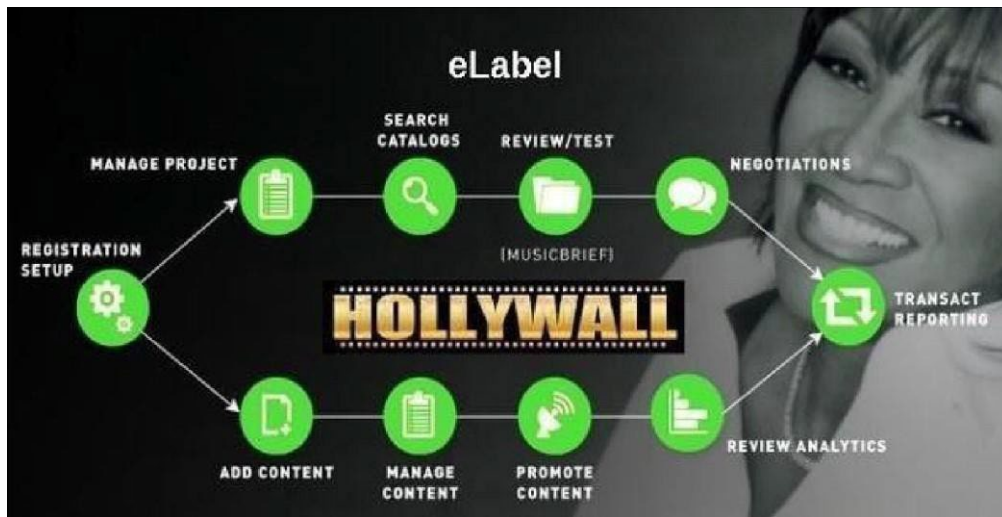 eLabel
SEARCH
CATALOGS
REVIEW/TEST
MANAGE PROJECT
NEGOTIATIONS
REGISTRATION
SETUP
(MUSICBRIEF)
HOLLYWALL
TRANSACT
REPORTING
ADD CONTENT
MANAGE
CONTENT
PROMOTE
CONTENT
REVIEW ANALYTICS